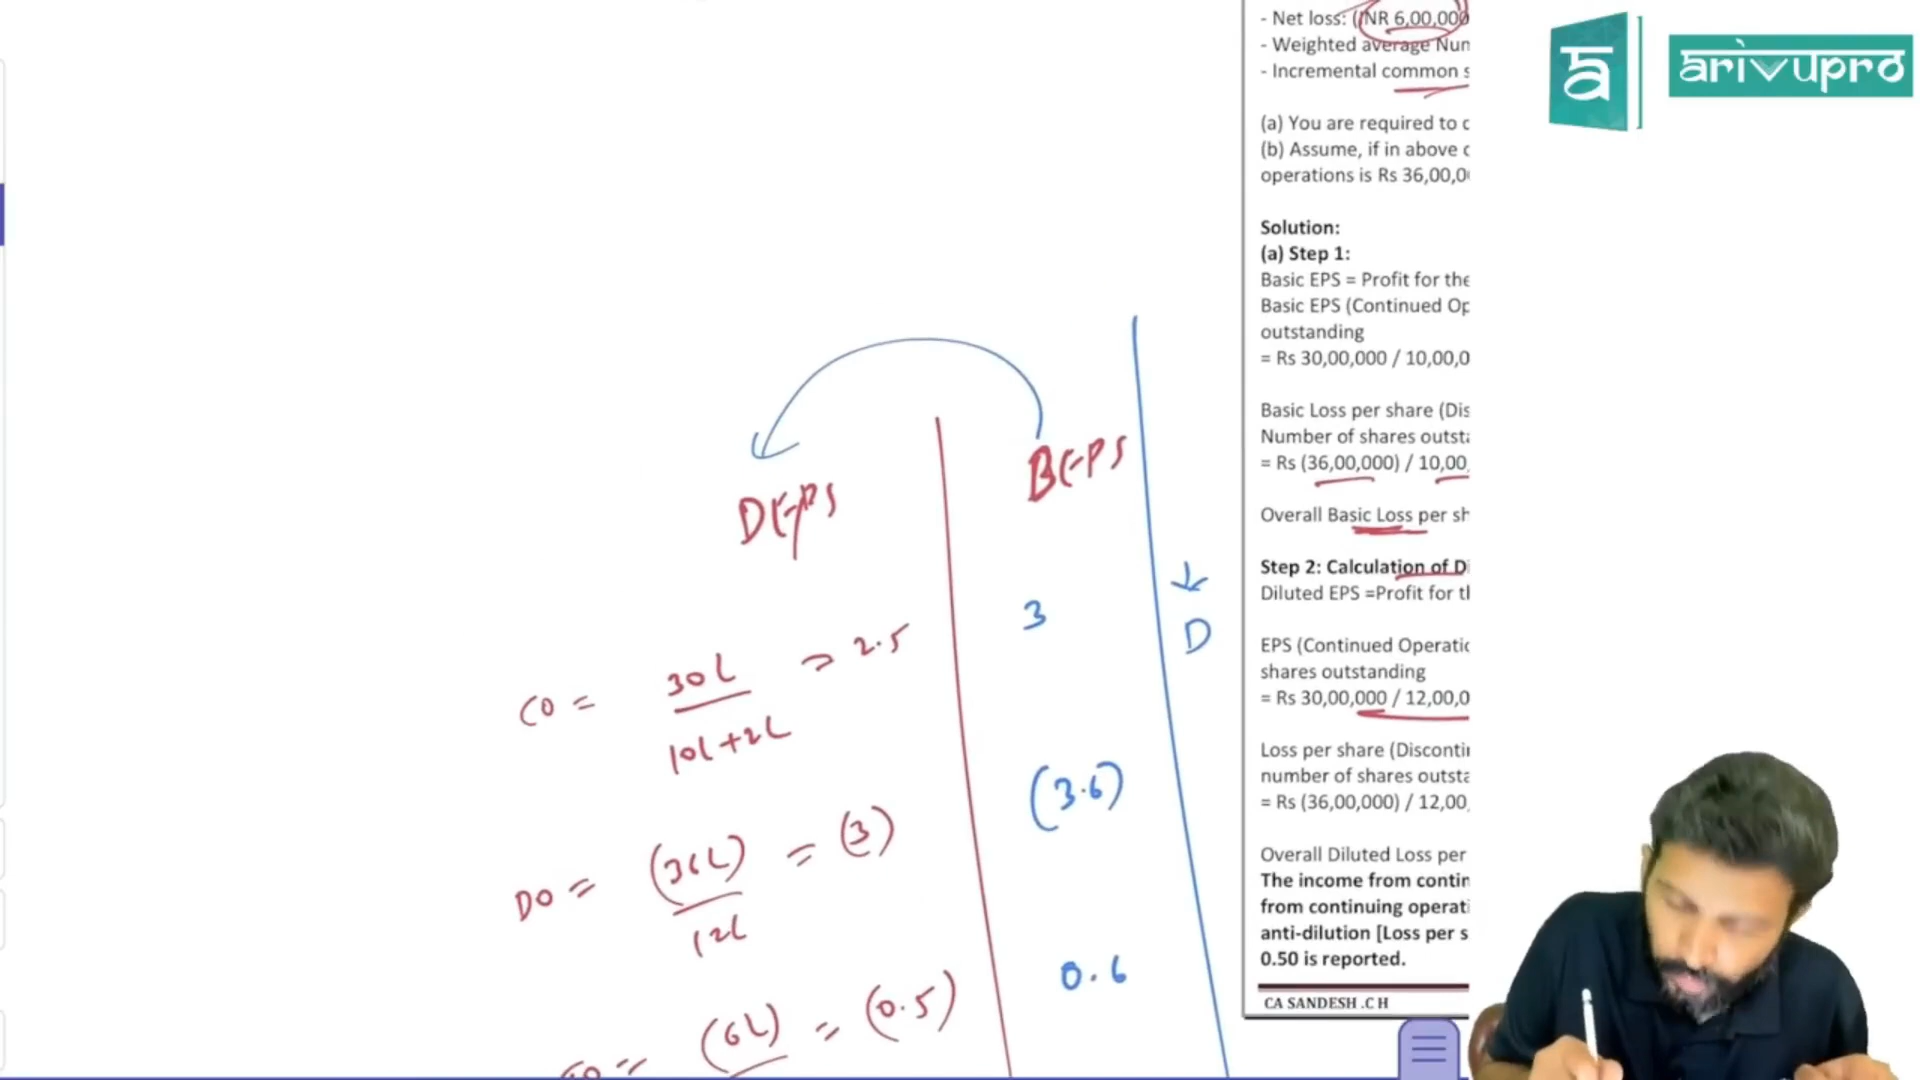 - Net loss: (INR 6,00,000
- Weighted average Num
- Incremental common s
(a) You are required to c
(b) Assume, if in above c
operations is Rs 36,00,0
Solution:
(a) Step 1:
Basic EPS = Profit for the
Basic EPS (Continued Op
outstanding
= Rs 30,00,000 / 10,00,0
Basic Loss per share (Dis
Number of shares outsta
= Rs (36,00,000) / 10,00,
Overall Basic Loss per sh
Step 2: Calculation of D
Diluted EPS =Profit for th
EPS (Continued Operatio
shares outstanding
= Rs 30,00,000 / 12,00,0
Loss per share (Discontin
number of shares outsta
= Rs (36,00,000) / 12,00,
Overall Diluted Loss per
The income from contin
from continuing operati
anti-dilution [Loss per s
0.50 is reported.
CA SANDESH .C H
ā
arivupro
DEPS
BEPS
CO = 30L / 10L+2L => 2.5
3
D
DO = (36L) / 12L = (3)
(3.6)
(6L) = (0.5)
0.6